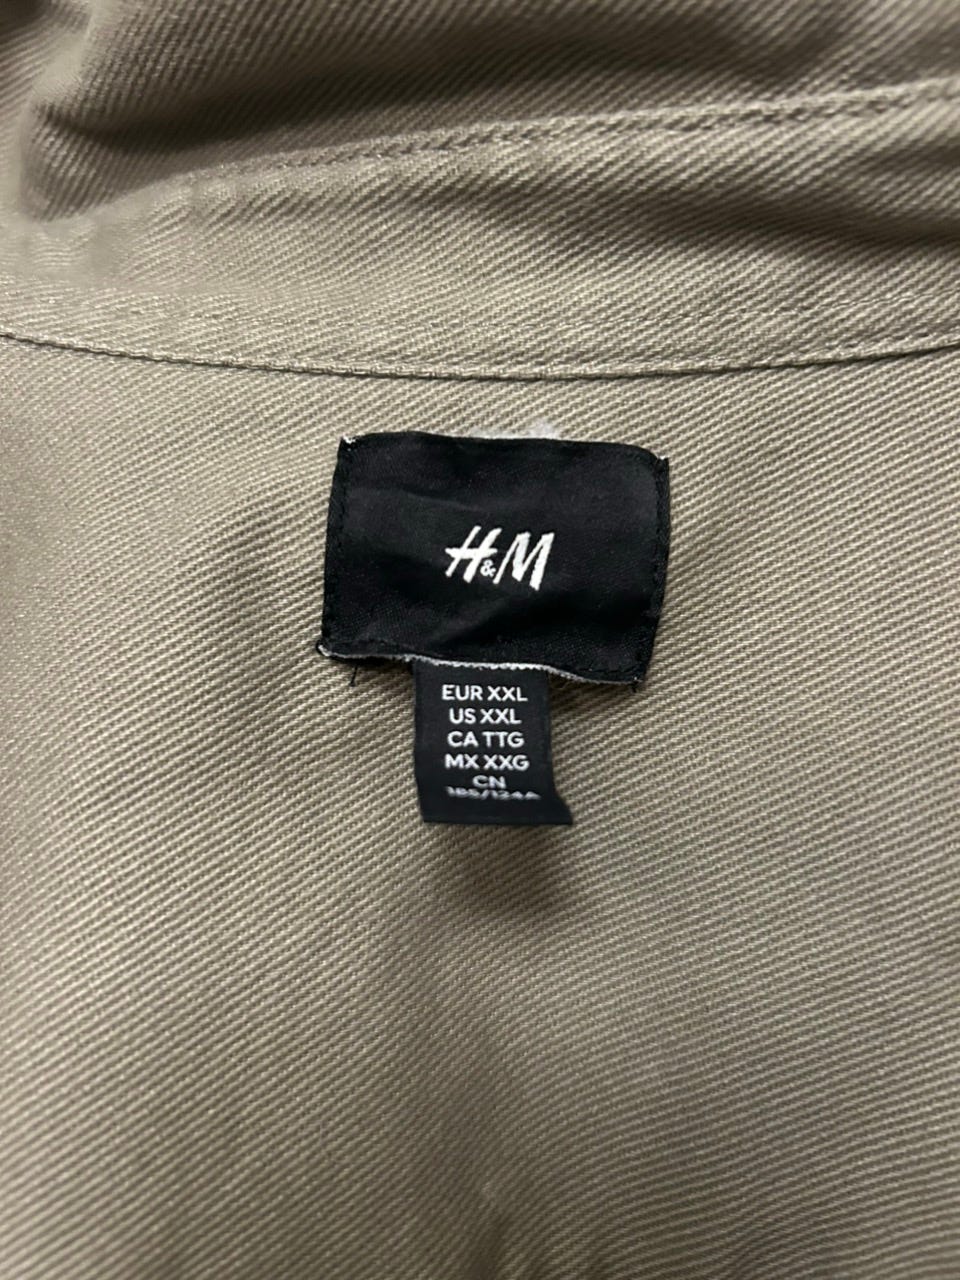 H&M
EUR XXL
US XXL
CA TTG
MX XXG
CN